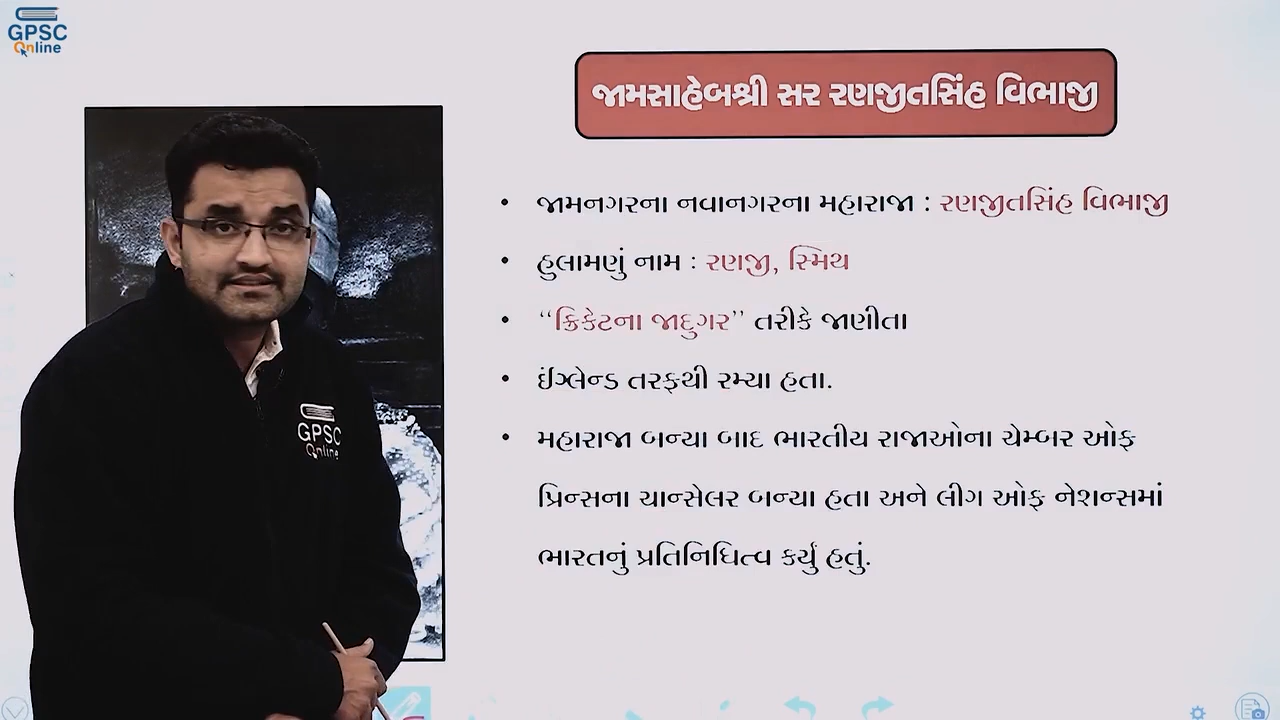 GPSC
Online
જામસાહેબશ્રી સર રણજીતસિંહ વિભાજી
• જામનગરના નવાનગરના મહારાજા : રણજીતસિંહ વિભાજી
• હુલામણું નામ : રણજી, સ્મિથ
• “ક્રિકેટના જાદુગર” તરીકે જાણીતા
• ઈંગ્લેન્ડ તરફથી રમ્યા હતા.
• મહારાજા બન્યા બાદ ભારતીય રાજાઓના ચેમ્બર ઓફ
પ્રિન્સના ચાન્સેલર બન્યા હતા અને લીગ ઓફ નેશન્સમાં
ભારતનું પ્રતિનિધિત્વ કર્યું હતું.
GPSC
Online